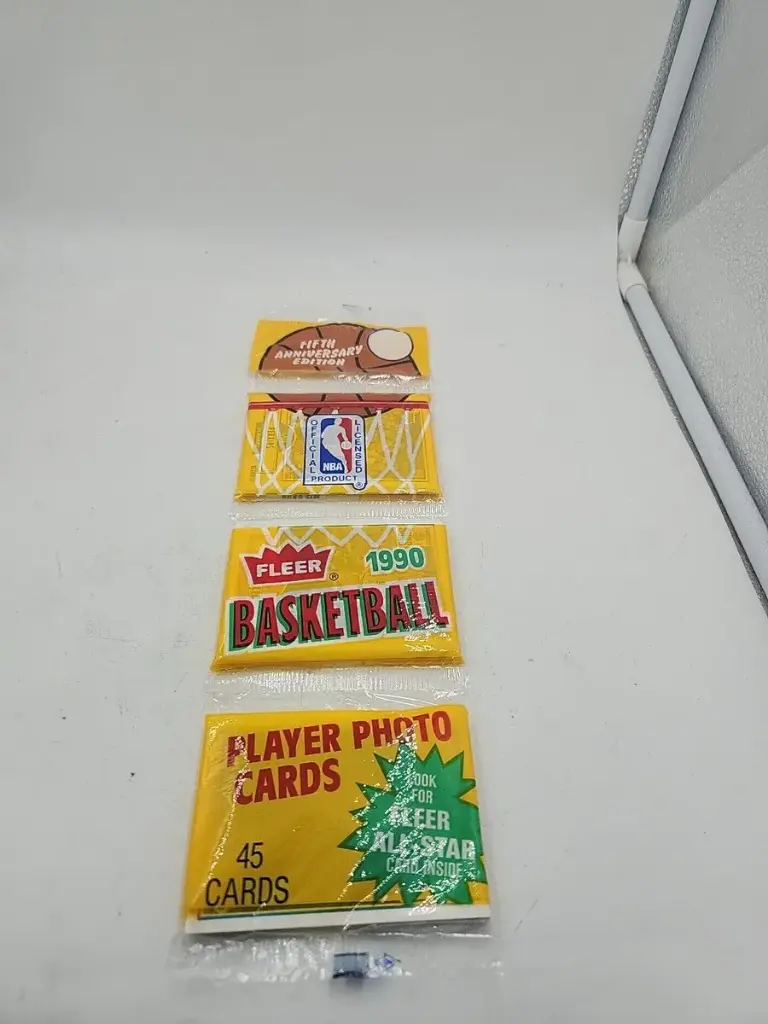 FIFTH
ANNIVERSARY
EDITION
OFFICIAL
LICENSED
NBA
PRODUCT ®
FLEER ® 1990
BASKETBALL
PLAYER PHOTO
CARDS
LOOK
FOR
FLEER
ALL-STAR
CARD INSIDE
45
CARDS